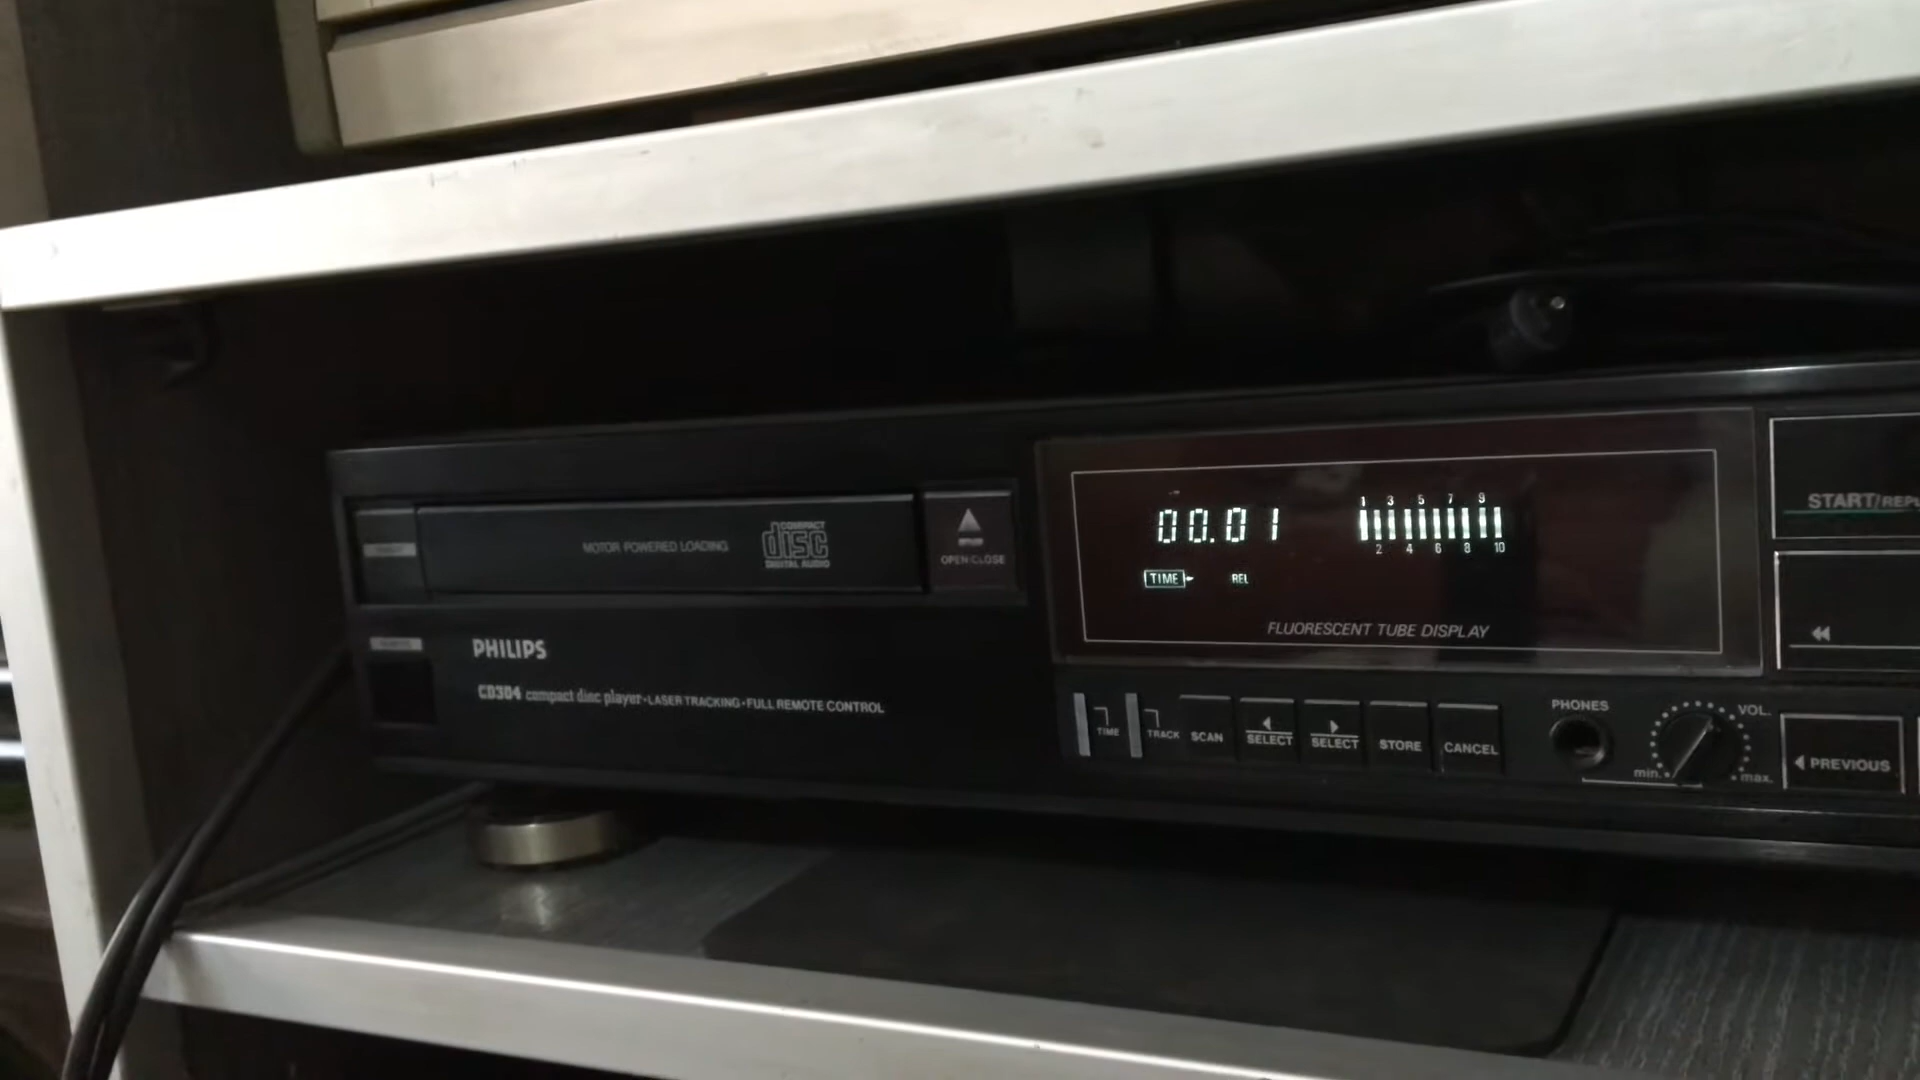 MOTOR POWERED LOADING
COMPACT
disc
DIGITAL AUDIO
OPEN/CLOSE
PHILIPS
CD304 compact disc player·LASER TRACKING·FULL REMOTE CONTROL
00.01
1 3 5 7 9
2 4 6 8 10
TIME REL
FLUORESCENT TUBE DISPLAY
TIME
TRACK
SCAN
SELECT
SELECT
STORE
CANCEL
PHONES
VOL.
min.
max.
START/REPL
PREVIOUS